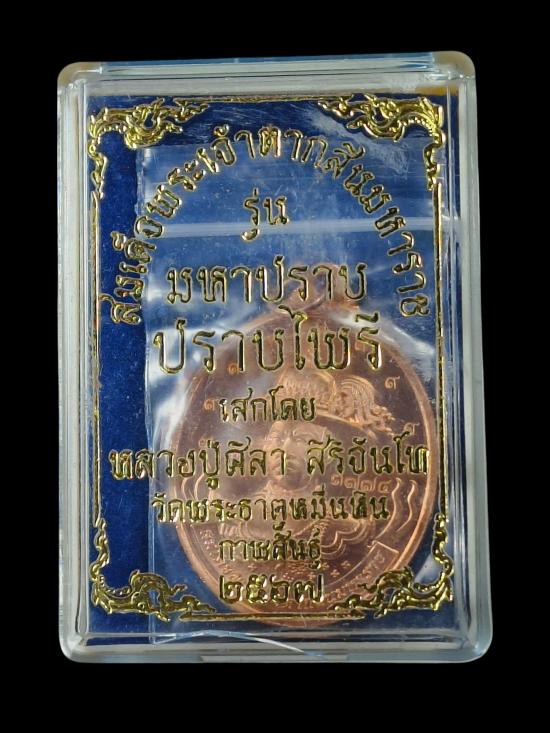 สมเด็จพระเจ้าตากสินมหาราช
รุ่น
มหาปราบ
ปราบไพรี
เสกโดย
หลวงปู่ศิลา สิริจันโท
วัดพระธาตุหมื่นหิน
กาฬสินธุ์
๒๕๖๗